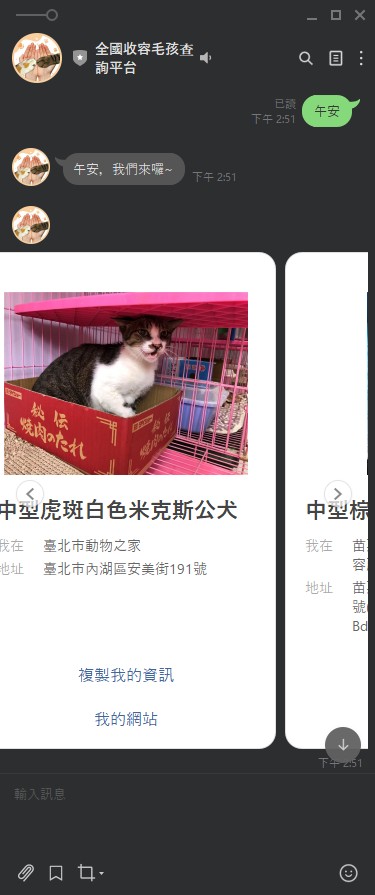 全國收容毛孩查
詢平台
已讀
下午 2:51
午安
午安，我們來囉~
下午 2:51
秘伝
焼肉のたれ
中型虎斑白色米克斯公犬
我在 臺北市動物之家
地址 臺北市內湖區安美街191號
複製我的資訊
我的網站
中型棕
我在 苗
容
地址 苗
號
Bd
下午 2:51
輸入訊息